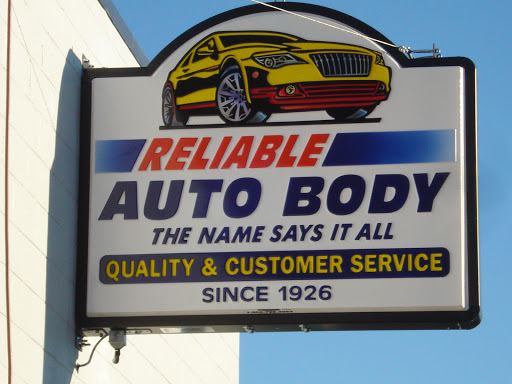 RELIABLE
AUTO BODY
THE NAME SAYS IT ALL
QUALITY & CUSTOMER SERVICE
SINCE 1926